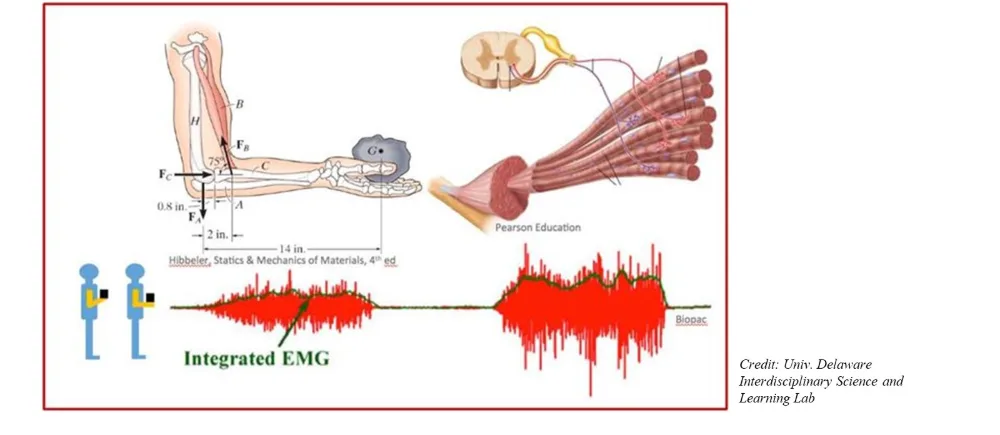 B
H
F_B
75°
G
C
F_C
0.8 in.
A
F_A
2 in.
14 in.
Hibbeler, Statics & Mechanics of Materials, 4th ed
Pearson Education
Integrated EMG
Biopac
Credit: Univ. Delaware
Interdisciplinary Science and
Learning Lab